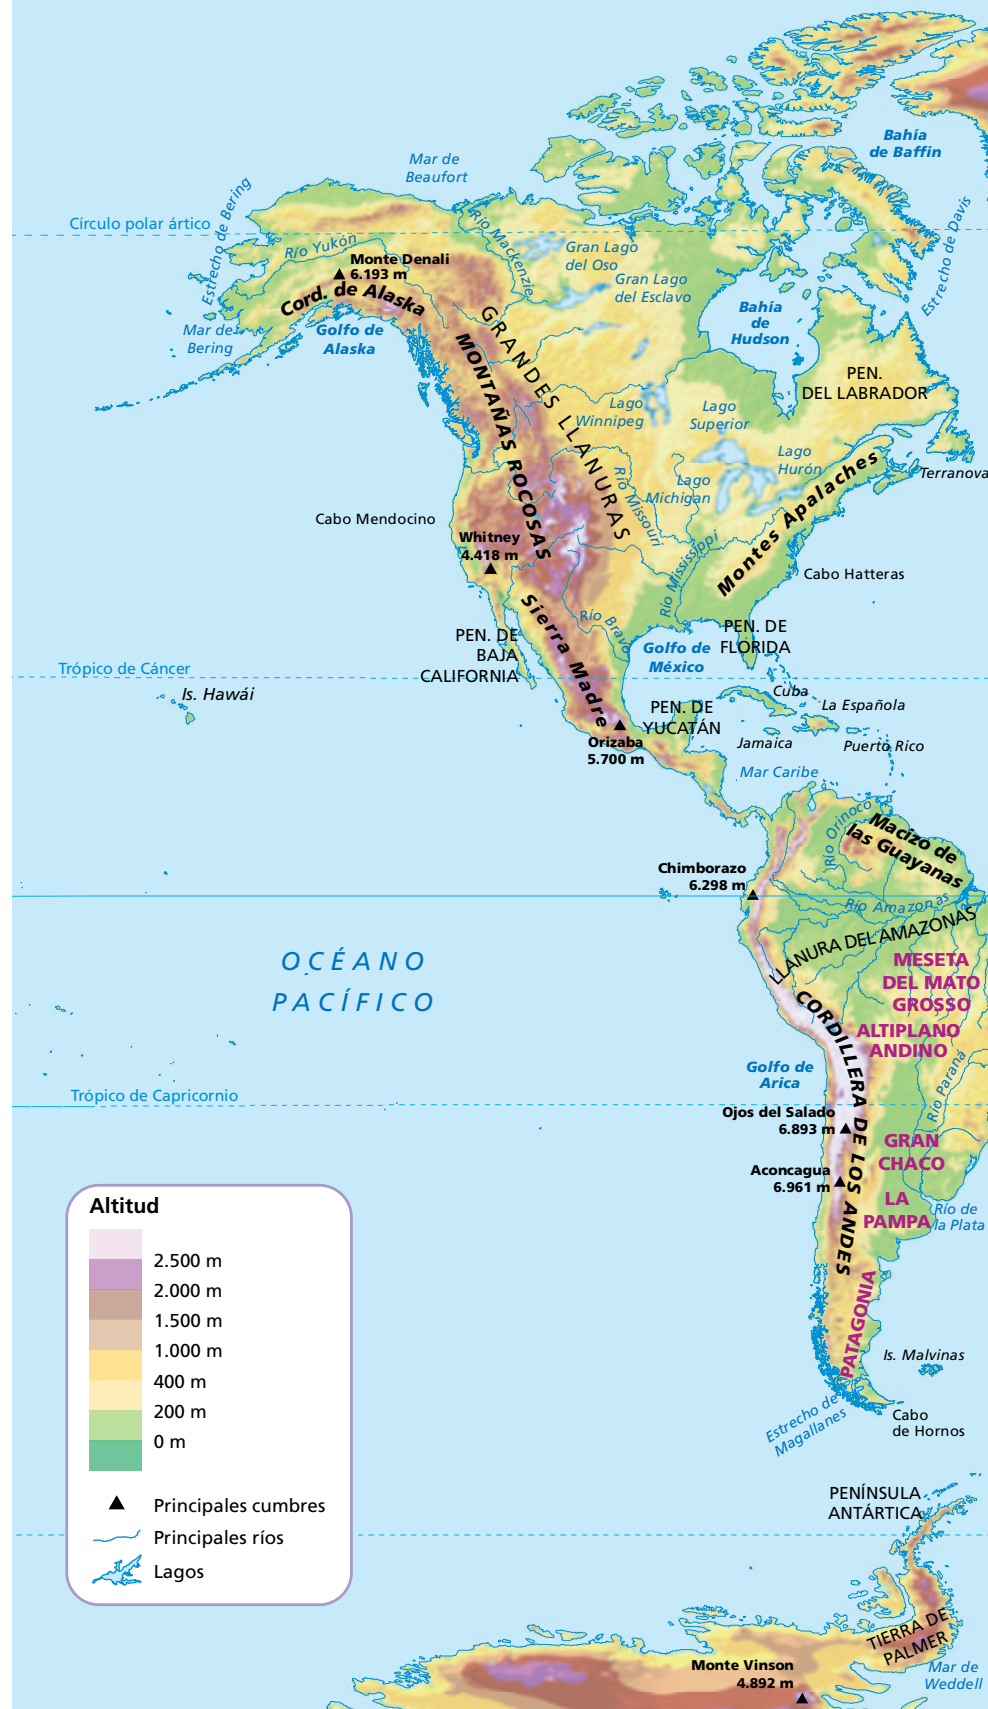 Bahía
de Baffin
Mar de
Beaufort
Estrecho de Bering
Círculo polar ártico
Río Yukón
Río Mackenzie
Estrecho de Davis
Gran Lago
del Oso
Monte Denali
6.193 m
Gran Lago
del Esclavo
Cord. de Alaska
Mar de
Bering
Golfo de
Alaska
Bahía
de
Hudson
GRANDES LLANURAS
MONTAÑAS ROCOSAS
PEN.
DEL LABRADOR
Lago
Winnipeg
Lago
Superior
Lago
Hurón
Lago
Michigan
Río Missouri
Montes Apalaches
Terranova
Cabo Mendocino
Whitney
4.418 m
Río Mississippi
Cabo Hatteras
Sierra Madre
Río Bravo
PEN. DE
BAJA
CALIFORNIA
Golfo de
México
PEN. DE
FLORIDA
Trópico de Cáncer
Is. Hawái
Cuba
La Española
PEN. DE
YUCATÁN
Orizaba
5.700 m
Jamaica
Puerto Rico
Mar Caribe
Río Orinoco
Macizo de
las Guayanas
Chimborazo
6.298 m
Río Amazonas
LLANURA DEL AMAZONAS
OCÉANO
PACÍFICO
MESETA
DEL MATO
GROSSO
CORDILLERA DE LOS ANDES
ALTIPLANO
ANDINO
Golfo de
Arica
Río Paraná
Trópico de Capricornio
Ojos del Salado
6.893 m
GRAN
CHACO
Aconcagua
6.961 m
LA
PAMPA
Río de
la Plata
PATAGONIA
Is. Malvinas
Estrecho de
Magallanes
Cabo
de Hornos
Altitud
2.500 m
2.000 m
1.500 m
1.000 m
400 m
200 m
0 m
Principales cumbres
Principales ríos
Lagos
PENÍNSULA
ANTÁRTICA
TIERRA DE
PALMER
Monte Vinson
4.892 m
Mar de
Weddell